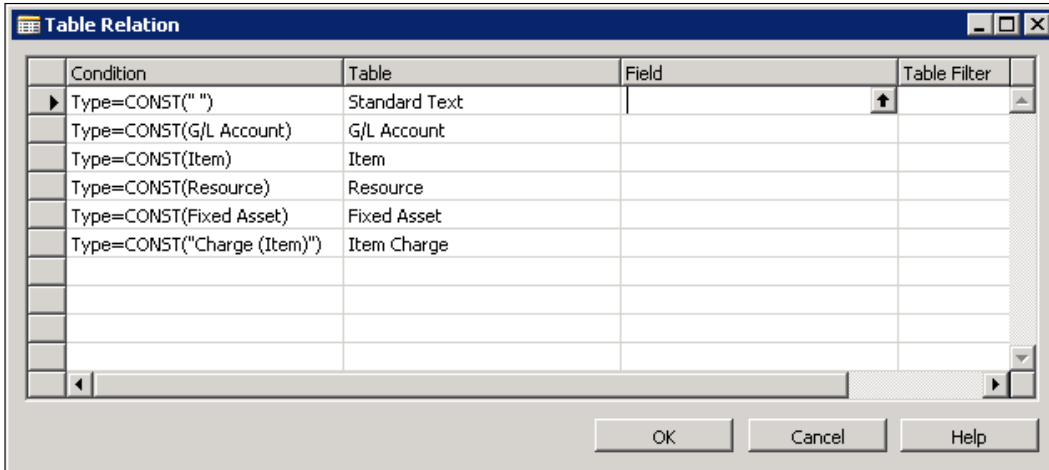 Table Relation
Condition Table Field Table Filter
Type=CONST(" ") Standard Text
Type=CONST(G/L Account) G/L Account
Type=CONST(Item) Item
Type=CONST(Resource) Resource
Type=CONST(Fixed Asset) Fixed Asset
Type=CONST("Charge (Item)") Item Charge
OK Cancel Help